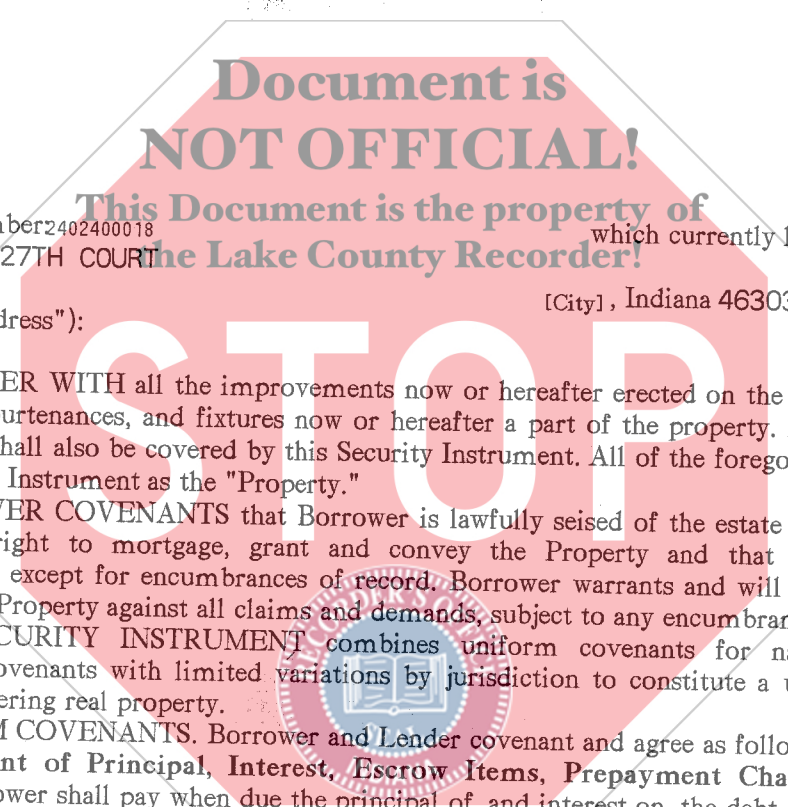 Document is
NOT OFFICIAL!
This Document is the property of
the Lake County Recorder!
ber2402400018 which currently
27TH COURT
[City], Indiana 46303
dress"):
STOP
ER WITH all the improvements now or hereafter erected on the
urtenances, and fixtures now or hereafter a part of the property.
hall also be covered by this Security Instrument. All of the forego
Instrument as the "Property."
VER COVENANTS that Borrower is lawfully seised of the estate
right to mortgage, grant and convey the Property and that
except for encumbrances of record. Borrower warrants and will
Property against all claims and demands, subject to any encumbran
CURITY INSTRUMENT combines uniform covenants for na
ovenants with limited variations by jurisdiction to constitute a u
ering real property.
M COVENANTS. Borrower and Lender covenant and agree as follo
nt of Principal, Interest, Escrow Items, Prepayment Cha
ower shall pay when due the principal of, and interest on, the debt
RECORDER'S OFFICE